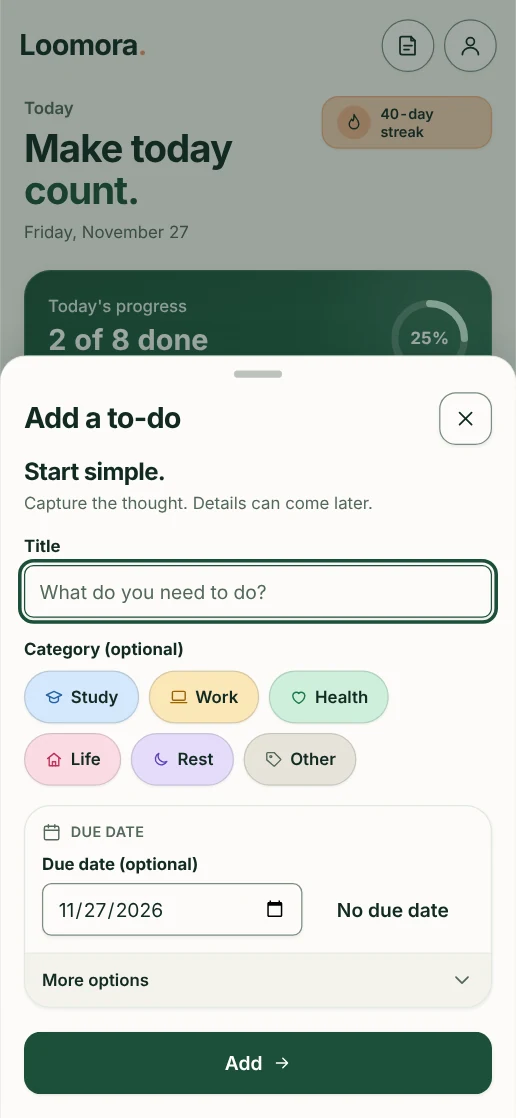 Loomora.
Today
40-day
streak
Make today
count.
Friday, November 27
Today's progress
2 of 8 done
25%
Add a to-do
Start simple.
Capture the thought. Details can come later.
Title
What do you need to do?
Category (optional)
Study Work Health
Life Rest Other
DUE DATE
Due date (optional)
11/27/2026 No due date
More options
Add →